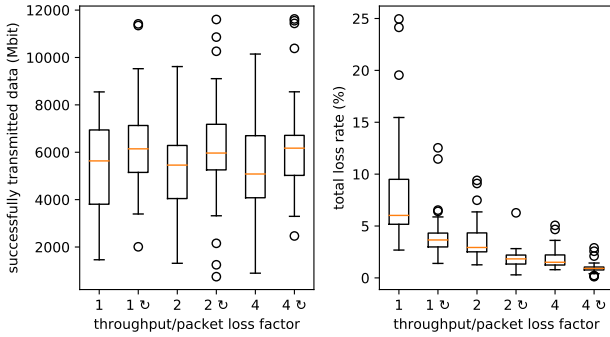 successfully transmitted data (Mbit)
12000
10000
8000
6000
4000
2000
1 1 ↻ 2 2 ↻ 4 4 ↻
throughput/packet loss factor
total loss rate (%)
25
20
15
10
5
0
1 1 ↻ 2 2 ↻ 4 4 ↻
throughput/packet loss factor